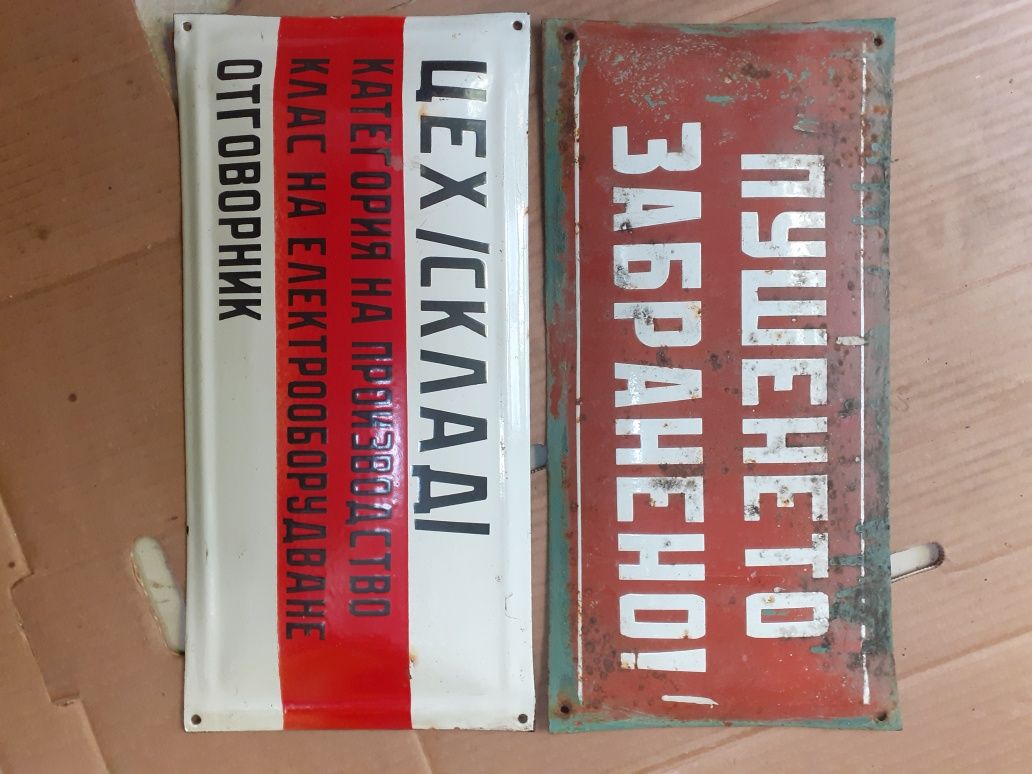 ЦЕХ /СКЛАД/
КАТЕГОРИЯ НА ПРОИЗВОДСТВО
КЛАС НА ЕЛЕКТРООБОРУДВАНЕ
ОТГОВОРНИК
ПУШЕНЕТО
ЗАБРАНЕНО!